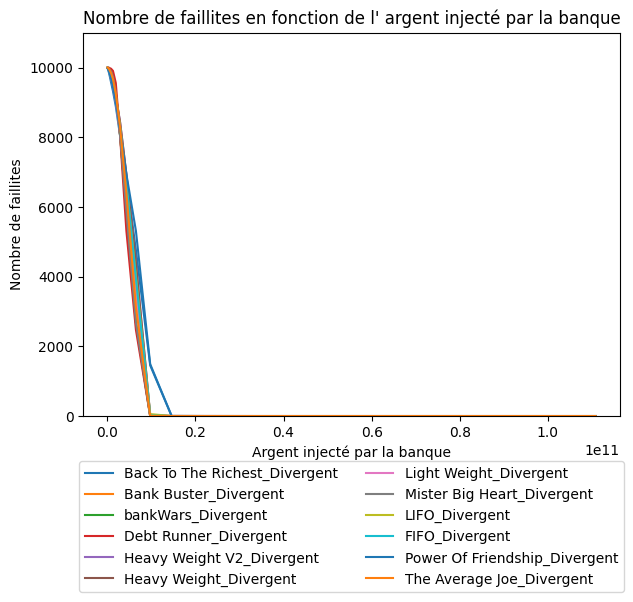 Nombre de faillites en fonction de l' argent injecté par la banque
Nombre de faillites
10000
8000
6000
4000
2000
0
0.0 0.2 0.4 0.6 0.8 1.0
1e11
Argent injecté par la banque
Back To The Richest_Divergent
Bank Buster_Divergent
bankWars_Divergent
Debt Runner_Divergent
Heavy Weight V2_Divergent
Heavy Weight_Divergent
Light Weight_Divergent
Mister Big Heart_Divergent
LIFO_Divergent
FIFO_Divergent
Power Of Friendship_Divergent
The Average Joe_Divergent